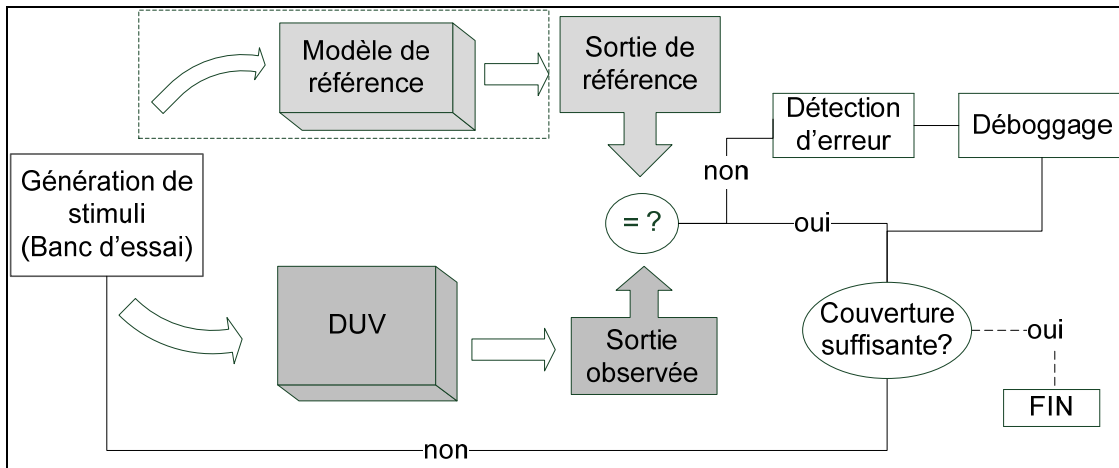 Modèle de
référence
Sortie de
référence
Détection
d'erreur
Déboggage
non
Génération de
stimuli
(Banc d'essai)
= ?
oui
DUV
Sortie
observée
Couverture
suffisante?
oui
FIN
non